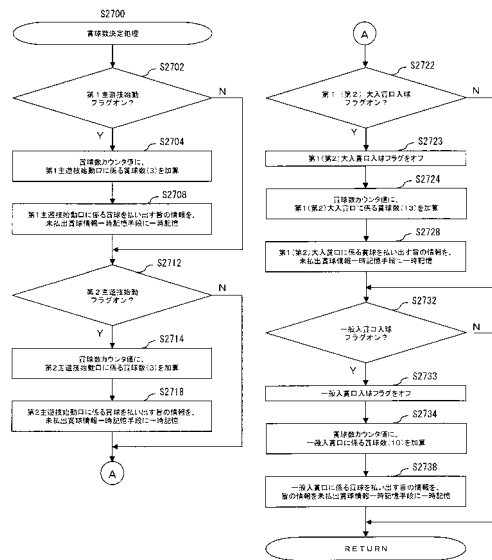 S2700
賞球数決定処理
S2702
第1主遊技始動
フラグオン?
N
Y
S2704
賞球数カウンタ値に、
第1主遊技始動口に係る賞球数(3)を加算
S2708
第1主遊技始動口に係る賞球を払い出す旨の情報を、
未払出賞球情報一時記憶手段に一時記憶
S2712
第2主遊技始動
フラグオン?
N
Y
S2714
賞球数カウンタ値に、
第2主遊技始動口に係る賞球数(3)を加算
S2718
第2主遊技始動口に係る賞球を払い出す旨の情報を、
未払出賞球情報一時記憶手段に一時記憶
A
A
S2722
第1(第2)大入賞口入球
フラグオン?
N
Y
S2723
第1(第2)大入賞口入球フラグをオフ
S2724
賞球数カウンタ値に、
第1(第2)大入賞口に係る賞球数(13)を加算
S2728
第1(第2)大入賞口に係る賞球を払い出す旨の情報を、
未払出賞球情報一時記憶手段に一時記憶
S2732
一般入賞口入球
フラグオン?
N
Y
S2733
一般入賞口入球フラグをオフ
S2734
賞球数カウンタ値に、
一般入賞口に係る賞球数(10)を加算
S2738
一般入賞口に係る賞球を払い出す旨の情報を、
旨の情報を未払出賞球情報一時記憶手段に一時記憶
RETURN